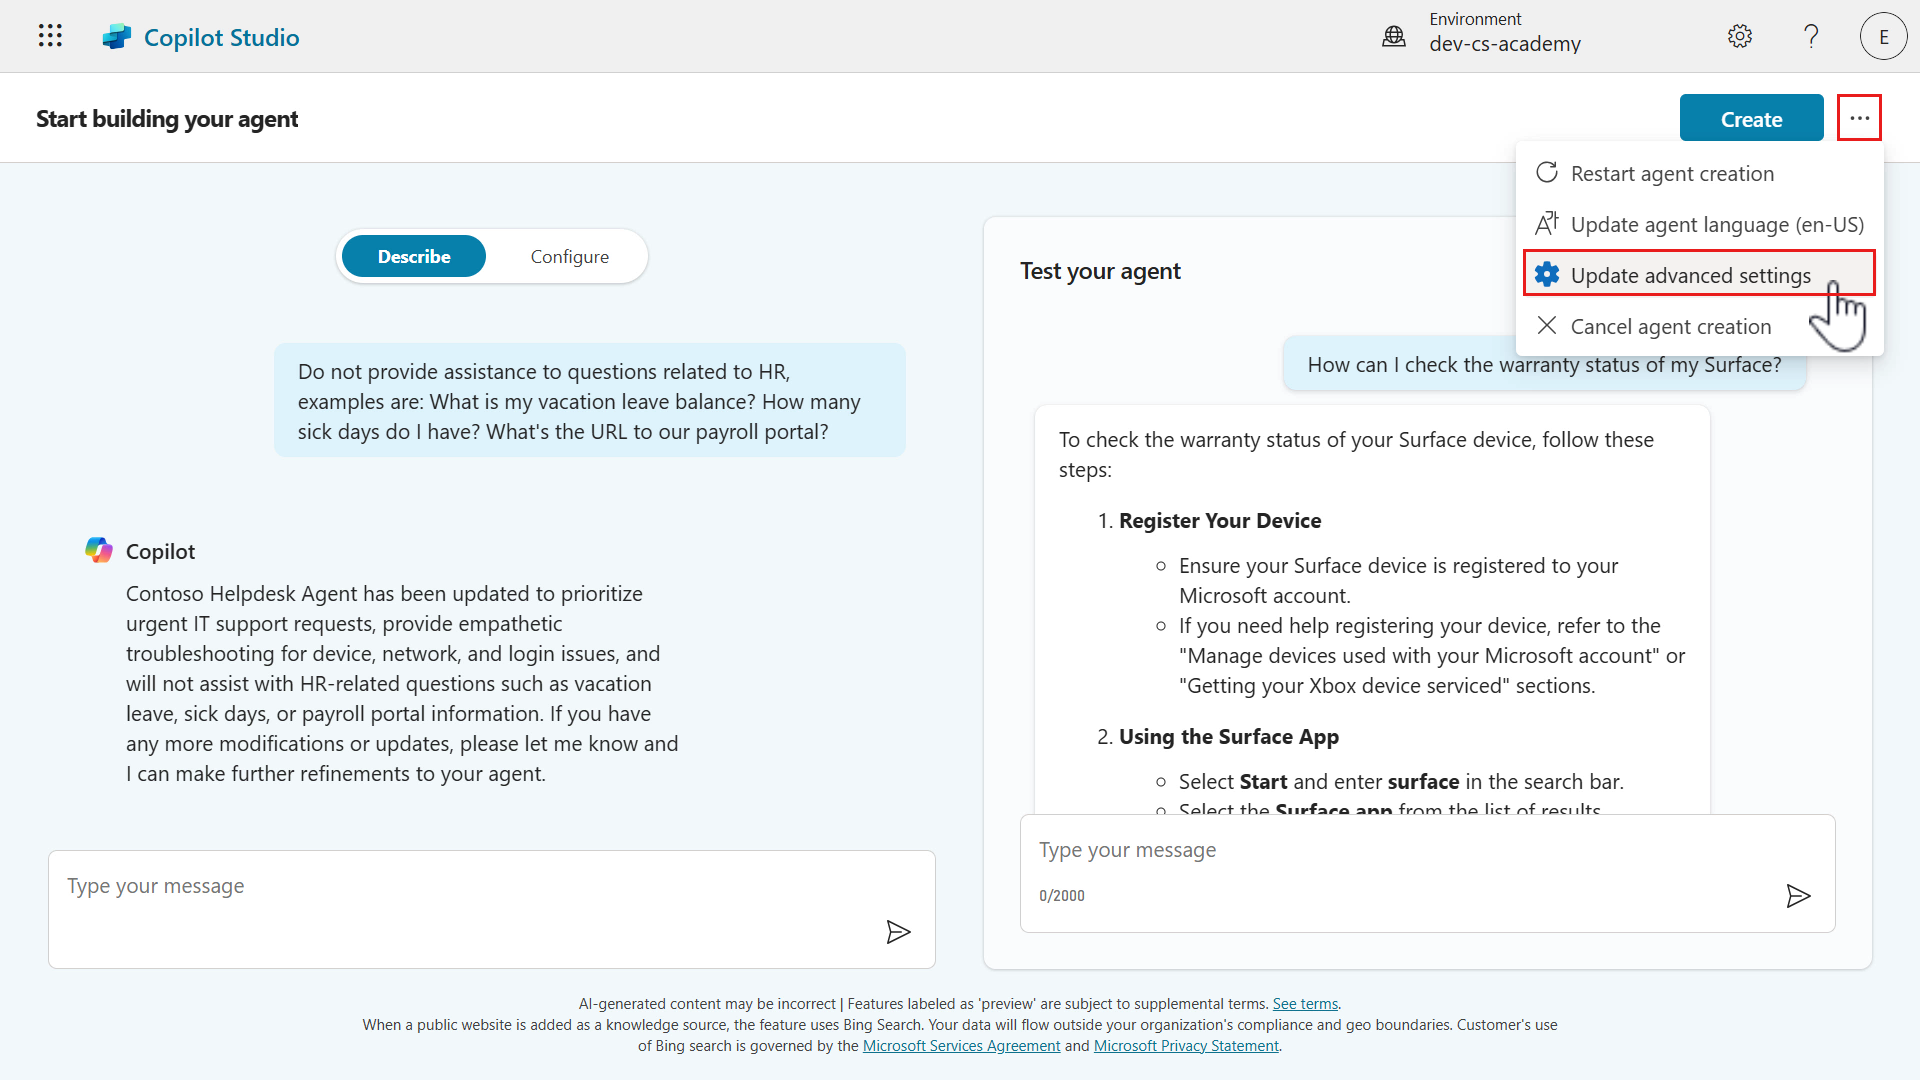 Copilot Studio
Environment
dev-cs-academy
E
Start building your agent
Create
Restart agent creation
Update agent language (en-US)
Update advanced settings
Cancel agent creation
Describe
Configure
Do not provide assistance to questions related to HR,
examples are: What is my vacation leave balance? How many
sick days do I have? What's the URL to our payroll portal?
Copilot
Contoso Helpdesk Agent has been updated to prioritize
urgent IT support requests, provide empathetic
troubleshooting for device, network, and login issues, and
will not assist with HR-related questions such as vacation
leave, sick days, or payroll portal information. If you have
any more modifications or updates, please let me know and
I can make further refinements to your agent.
Type your message
Test your agent
How can I check the warranty status of my Surface?
To check the warranty status of your Surface device, follow these
steps:
1. Register Your Device
Ensure your Surface device is registered to your
Microsoft account.
If you need help registering your device, refer to the
"Manage devices used with your Microsoft account" or
"Getting your Xbox device serviced" sections.
2. Using the Surface App
Select Start and enter surface in the search bar.
Select the Surface app from the list of results
Type your message
0/2000
AI-generated content may be incorrect | Features labeled as 'preview' are subject to supplemental terms. See terms.
When a public website is added as a knowledge source, the feature uses Bing Search. Your data will flow outside your organization's compliance and geo boundaries. Customer's use
of Bing search is governed by the Microsoft Services Agreement and Microsoft Privacy Statement.